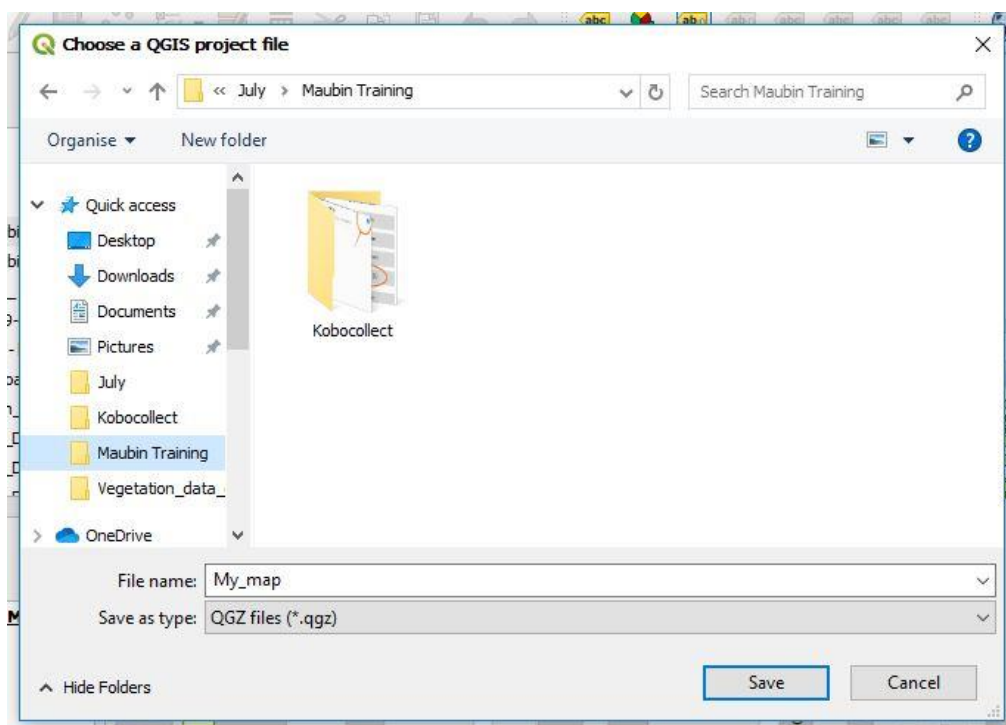 abc
Choose a QGIS project file
« July > Maubin Training
Search Maubin Training
Organise
New folder
Quick access
Desktop
Downloads
Documents
Pictures
July
Kobocollect
Maubin Training
Vegetation_data_
OneDrive
Kobocollect
File name: My_map
Save as type: QGZ files (*.qgz)
Hide Folders
Save
Cancel